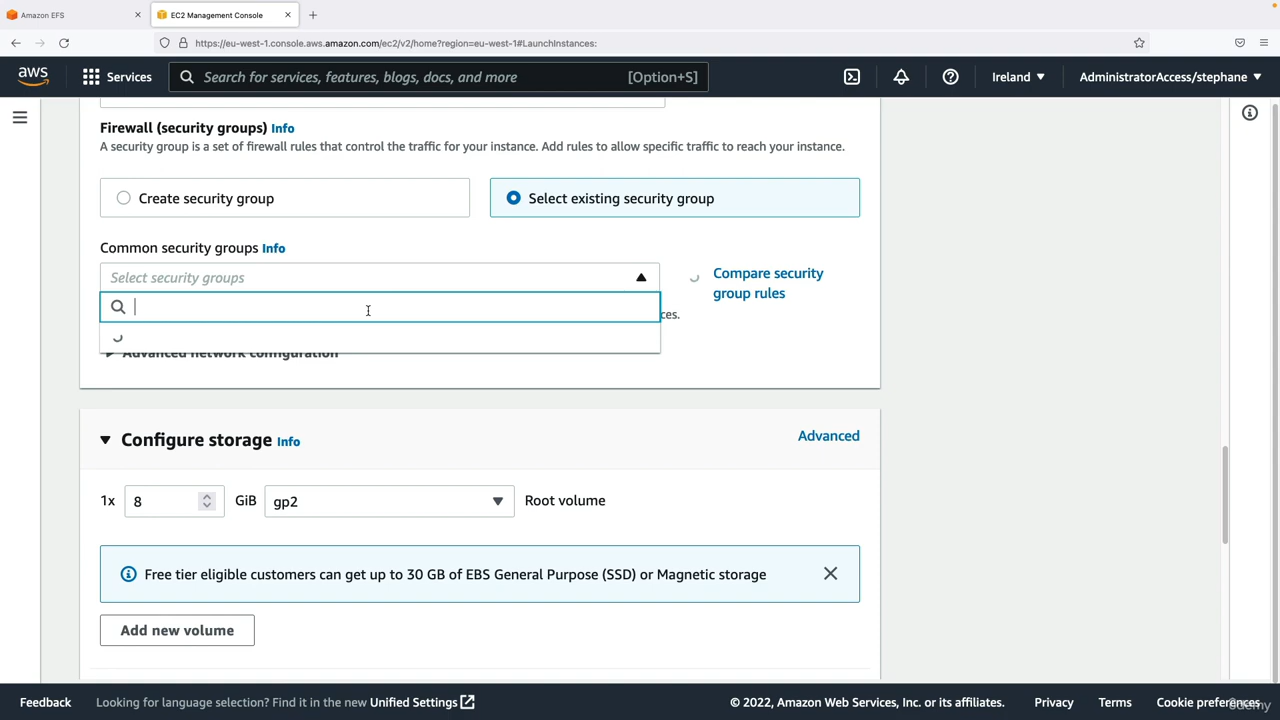 Amazon EFS
EC2 Management Console
https://eu-west-1.console.aws.amazon.com/ec2/v2/home?region=eu-west-1#LaunchInstances:
aws
Services
Search for services, features, blogs, docs, and more
[Option+S]
Ireland
AdministratorAccess/stephane
Firewall (security groups) Info
A security group is a set of firewall rules that control the traffic for your instance. Add rules to allow specific traffic to reach your instance.
Create security group
Select existing security group
Common security groups Info
Select security groups
Compare security
group rules
ces.
Advanced network configuration
Configure storage Info
Advanced
1x
8
GiB
gp2
Root volume
Free tier eligible customers can get up to 30 GB of EBS General Purpose (SSD) or Magnetic storage
Add new volume
Feedback
Looking for language selection? Find it in the new Unified Settings
© 2022, Amazon Web Services, Inc. or its affiliates.
Privacy
Terms
Cookie preferences
Udemy